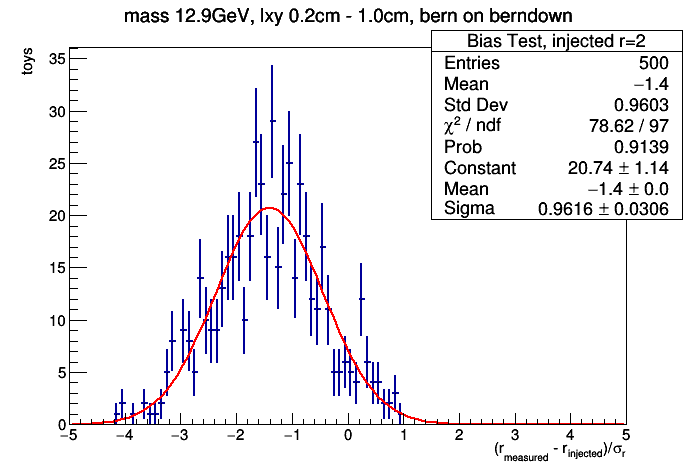 mass 12.9GeV, lxy 0.2cm - 1.0cm, bern on berndown
toys
Bias Test, injected r=2
Entries 500
Mean −1.4
Std Dev 0.9603
χ² / ndf 78.62 / 97
Prob 0.9139
Constant 20.74 ± 1.14
Mean −1.4 ± 0.0
Sigma 0.9616 ± 0.0306
35
30
25
20
15
10
5
0
−5 −4 −3 −2 −1 0 1 2 3 4 5
(r_measured - r_injected)/σ_r